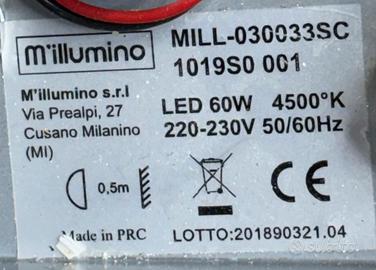 M'illumino
MILL-030033SC
1019S0 001
M'illumino s.r.l
Via Prealpi, 27
Cusano Milanino
(MI)
LED 60W 4500°K
220-230V 50/60Hz
0,5m
CE
Made in PRC
LOTTO:201890321.04
subito